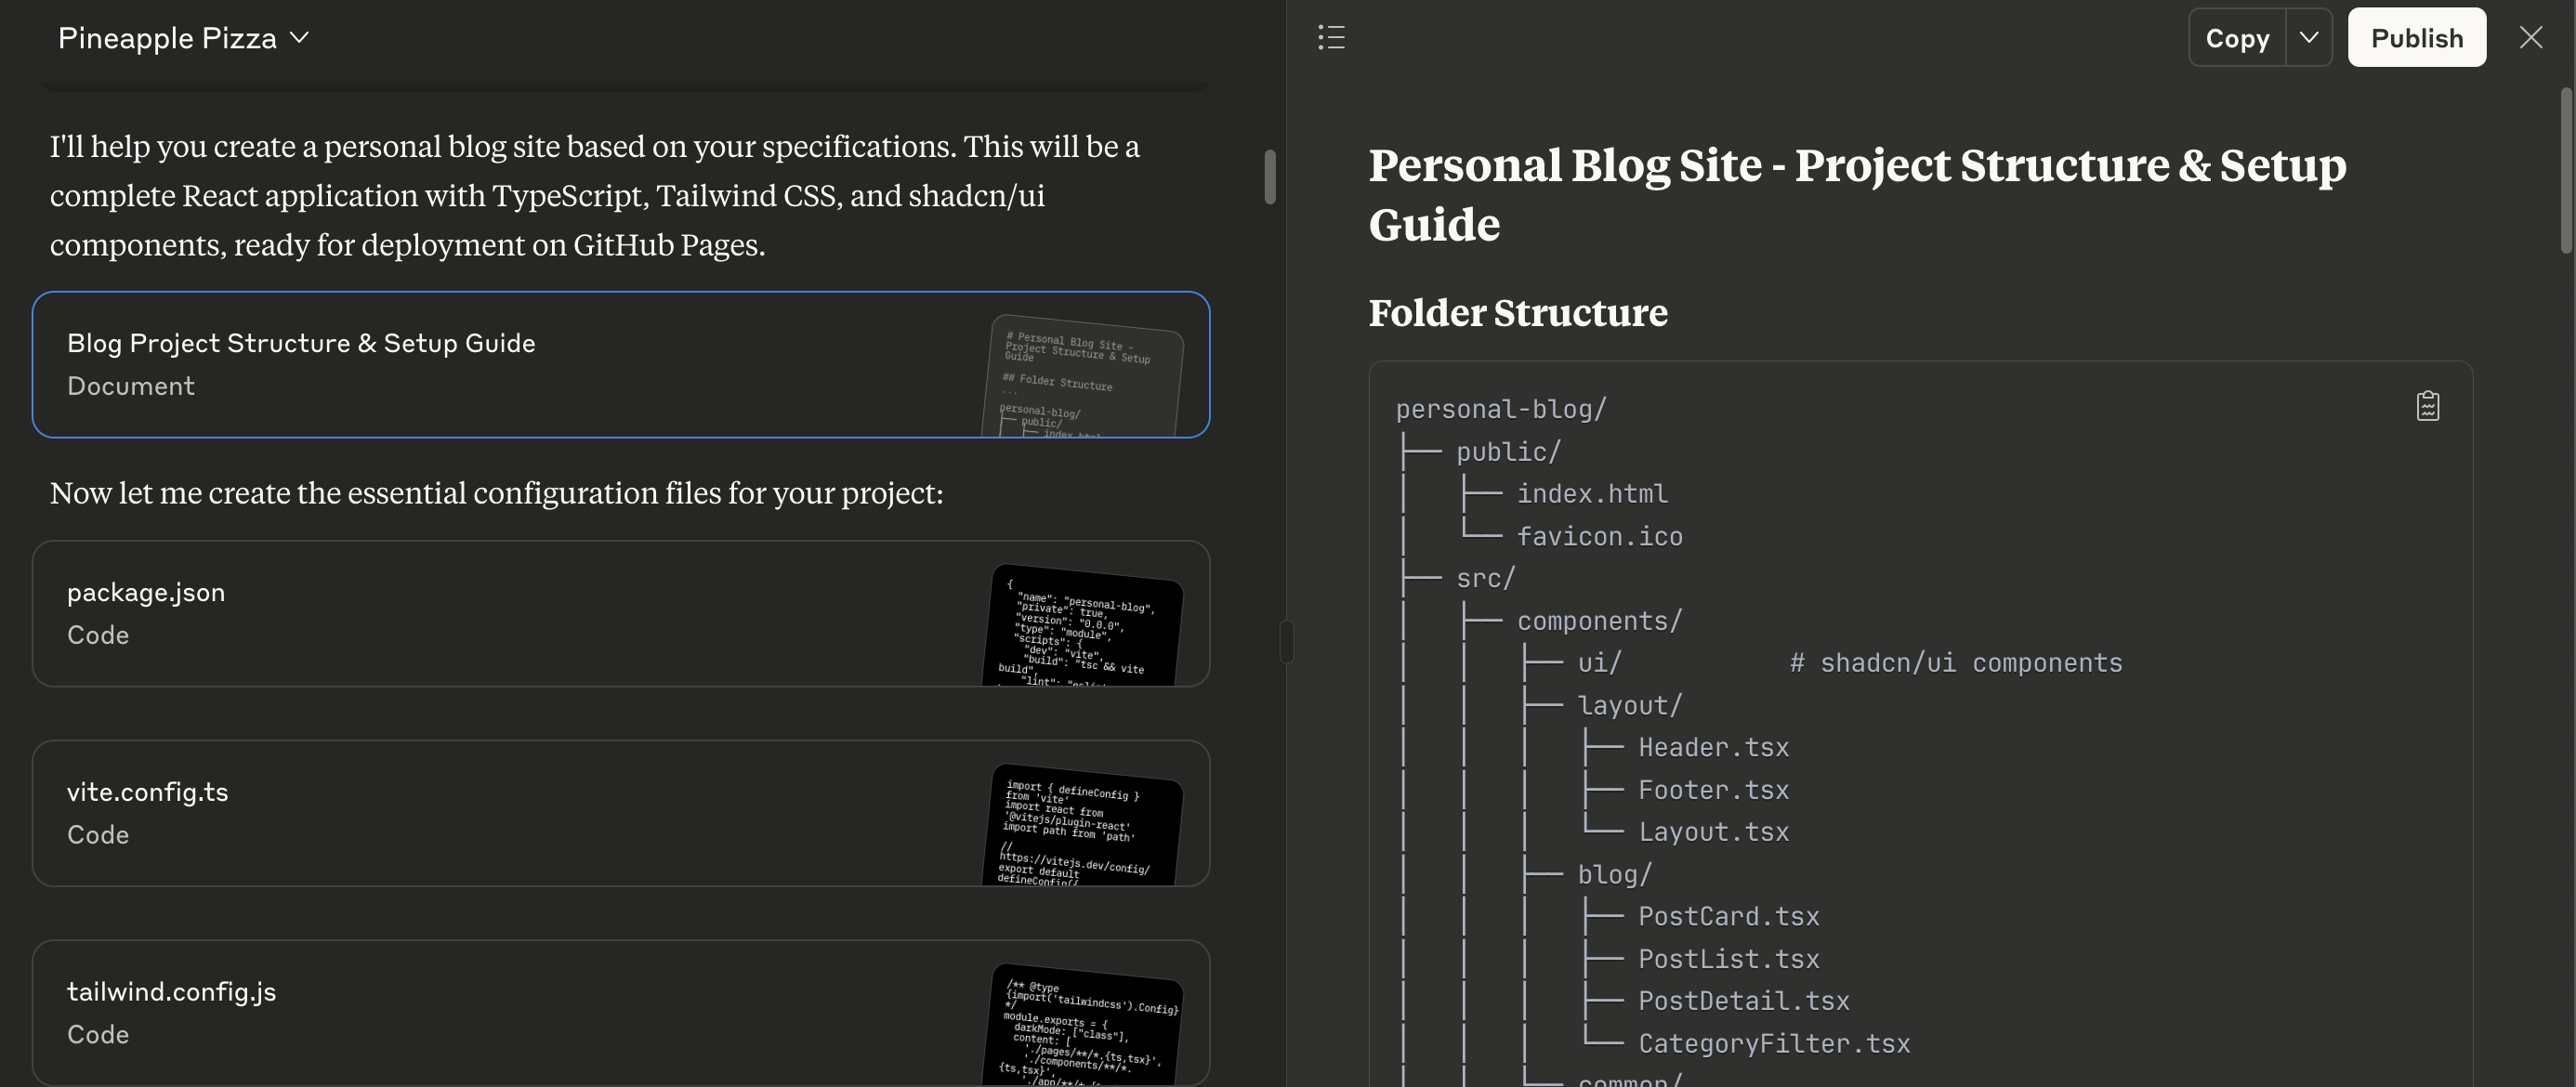 Pineapple Pizza
I'll help you create a personal blog site based on your specifications. This will be a
complete React application with TypeScript, Tailwind CSS, and shadcn/ui
components, ready for deployment on GitHub Pages.
Blog Project Structure & Setup Guide
Document
# Personal Blog Site -
Project Structure & Setup
Guide
## Folder Structure
...
personal-blog/
├── public/
│   ├── index.html
Now let me create the essential configuration files for your project:
package.json
Code
{
"name": "personal-blog",
"private": true,
"version": "0.0.0",
"type": "module",
"scripts": {
"dev": "vite",
"build": "tsc && vite
build",
"lint":
vite.config.ts
Code
import { defineConfig }
from 'vite'
import react from
'@vitejs/plugin-react'
import path from 'path'
//
https://vitejs.dev/config/
export default
defineConfig({
tailwind.config.js
Code
/** @type
{import('tailwindcss').Config}
*/
module.exports = {
darkMode: ["class"],
content: [
'./pages/**/*.{ts,tsx}',
'./components/**/*.
{ts,tsx}',
Copy
Publish
Personal Blog Site - Project Structure & Setup
Guide
Folder Structure
personal-blog/
├── public/
│   ├── index.html
│   └── favicon.ico
├── src/
│   ├── components/
│   │   ├── ui/           # shadcn/ui components
│   │   ├── layout/
│   │   │   ├── Header.tsx
│   │   │   ├── Footer.tsx
│   │   │   └── Layout.tsx
│   │   ├── blog/
│   │   │   ├── PostCard.tsx
│   │   │   ├── PostList.tsx
│   │   │   ├── PostDetail.tsx
│   │   │   └── CategoryFilter.tsx
│   │   └── common/